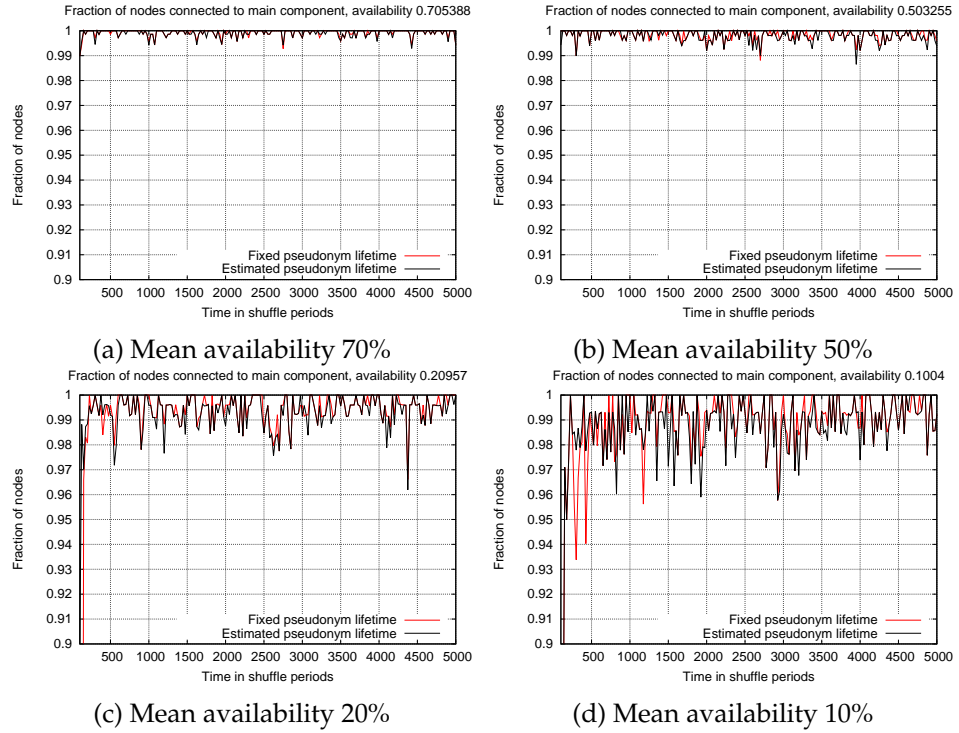 Fraction of nodes connected to main component, availability 0.705388
1
0.99
0.98
0.97
0.96
0.95
0.94
0.93
0.92
0.91
0.9
Fraction of nodes
Fixed pseudonym lifetime
Estimated pseudonym lifetime
500 1000 1500 2000 2500 3000 3500 4000 4500 5000
Time in shuffle periods
(a) Mean availability 70%
Fraction of nodes connected to main component, availability 0.503255
1
0.99
0.98
0.97
0.96
0.95
0.94
0.93
0.92
0.91
0.9
Fraction of nodes
Fixed pseudonym lifetime
Estimated pseudonym lifetime
500 1000 1500 2000 2500 3000 3500 4000 4500 5000
Time in shuffle periods
(b) Mean availability 50%
Fraction of nodes connected to main component, availability 0.20957
1
0.99
0.98
0.97
0.96
0.95
0.94
0.93
0.92
0.91
0.9
Fraction of nodes
Fixed pseudonym lifetime
Estimated pseudonym lifetime
500 1000 1500 2000 2500 3000 3500 4000 4500 5000
Time in shuffle periods
(c) Mean availability 20%
Fraction of nodes connected to main component, availability 0.1004
1
0.99
0.98
0.97
0.96
0.95
0.94
0.93
0.92
0.91
0.9
Fraction of nodes
Fixed pseudonym lifetime
Estimated pseudonym lifetime
500 1000 1500 2000 2500 3000 3500 4000 4500 5000
Time in shuffle periods
(d) Mean availability 10%